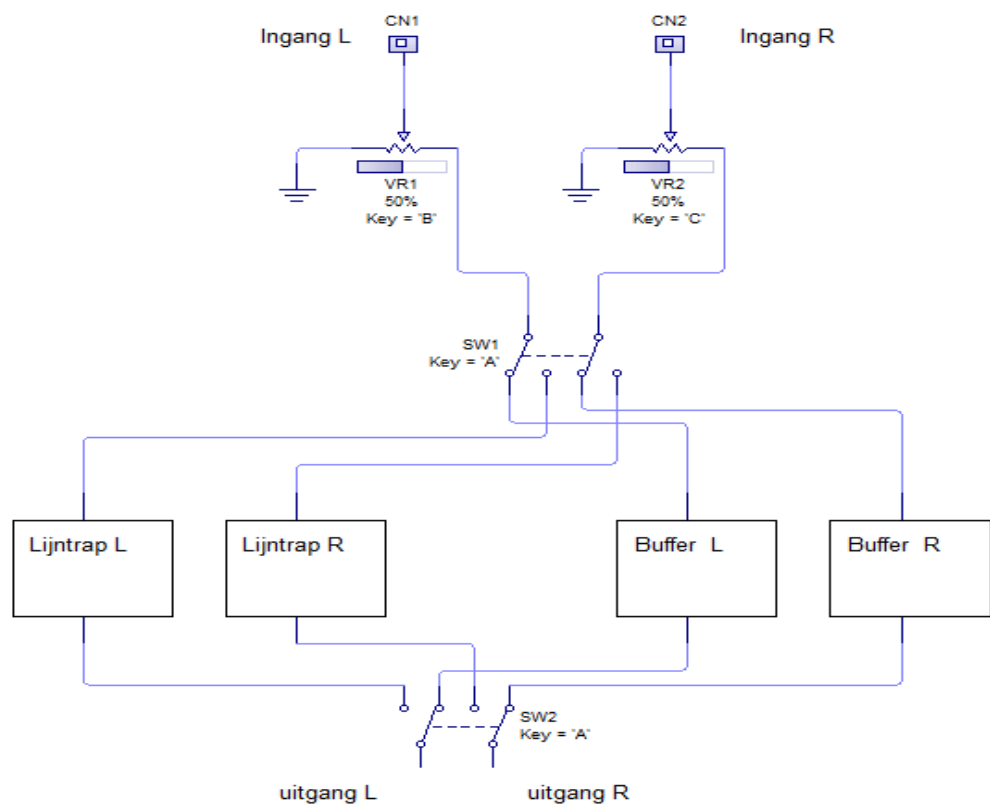 CN1
CN2
Ingang L
Ingang R
VR1
50%
Key = 'B'
VR2
50%
Key = 'C'
SW1
Key = 'A'
Lijntrap L
Lijntrap R
Buffer L
Buffer R
SW2
Key = 'A'
uitgang L
uitgang R